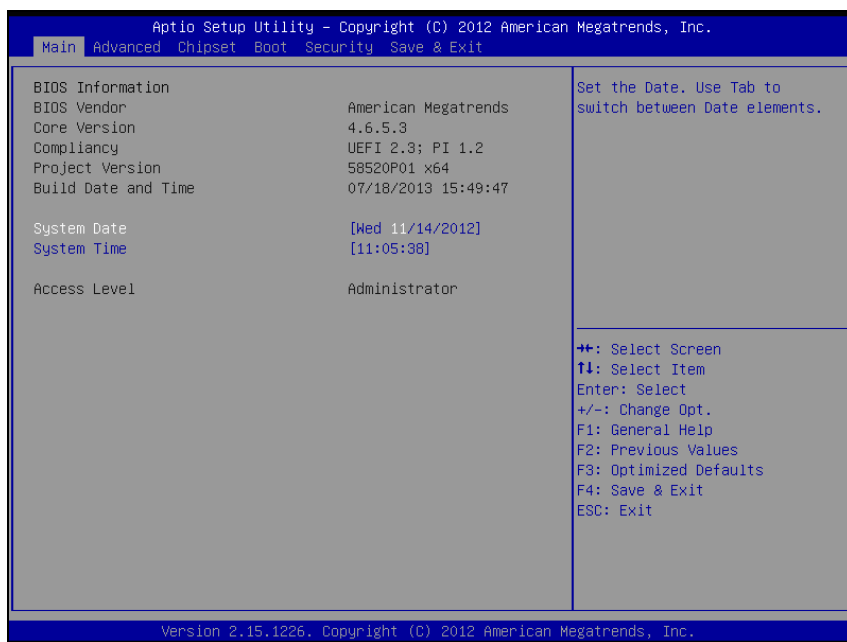 Aptio Setup Utility – Copyright (C) 2012 American Megatrends, Inc.
Main Advanced Chipset Boot Security Save & Exit
BIOS Information
BIOS Vendor American Megatrends
Core Version 4.6.5.3
Compliancy UEFI 2.3; PI 1.2
Project Version 58520P01 x64
Build Date and Time 07/18/2013 15:49:47
System Date [Wed 11/14/2012]
System Time [11:05:38]
Access Level Administrator
Set the Date. Use Tab to
switch between Date elements.
→←: Select Screen
↑↓: Select Item
Enter: Select
+/-: Change Opt.
F1: General Help
F2: Previous Values
F3: Optimized Defaults
F4: Save & Exit
ESC: Exit
Version 2.15.1226. Copyright (C) 2012 American Megatrends, Inc.